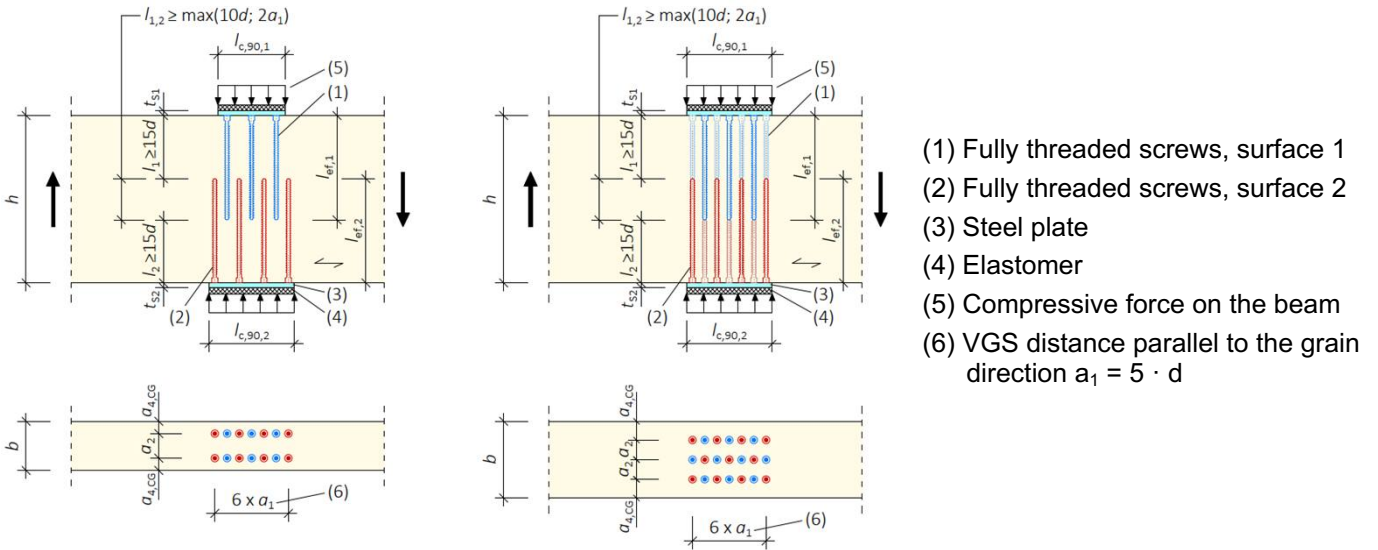 l1,2 ≥ max(10d; 2a1)
lc,90,1
(5)
(1)
tS1
l1 ≥15d
lef,1
h
lef,2
l2 ≥15d
tS2
(2)
(3)
(4)
lc,90,2
a4,CG
b
a2
a4,CG
6 x a1
(6)
l1,2 ≥ max(10d; 2a1)
lc,90,1
(5)
(1)
tS1
l1 ≥15d
lef,1
h
lef,2
l2 ≥15d
tS2
(2)
(3)
(4)
lc,90,2
a4,CG
b
a2
a2
a4,CG
6 x a1
(6)
(1) Fully threaded screws, surface 1
(2) Fully threaded screws, surface 2
(3) Steel plate
(4) Elastomer
(5) Compressive force on the beam
(6) VGS distance parallel to the grain
direction a1 = 5 · d